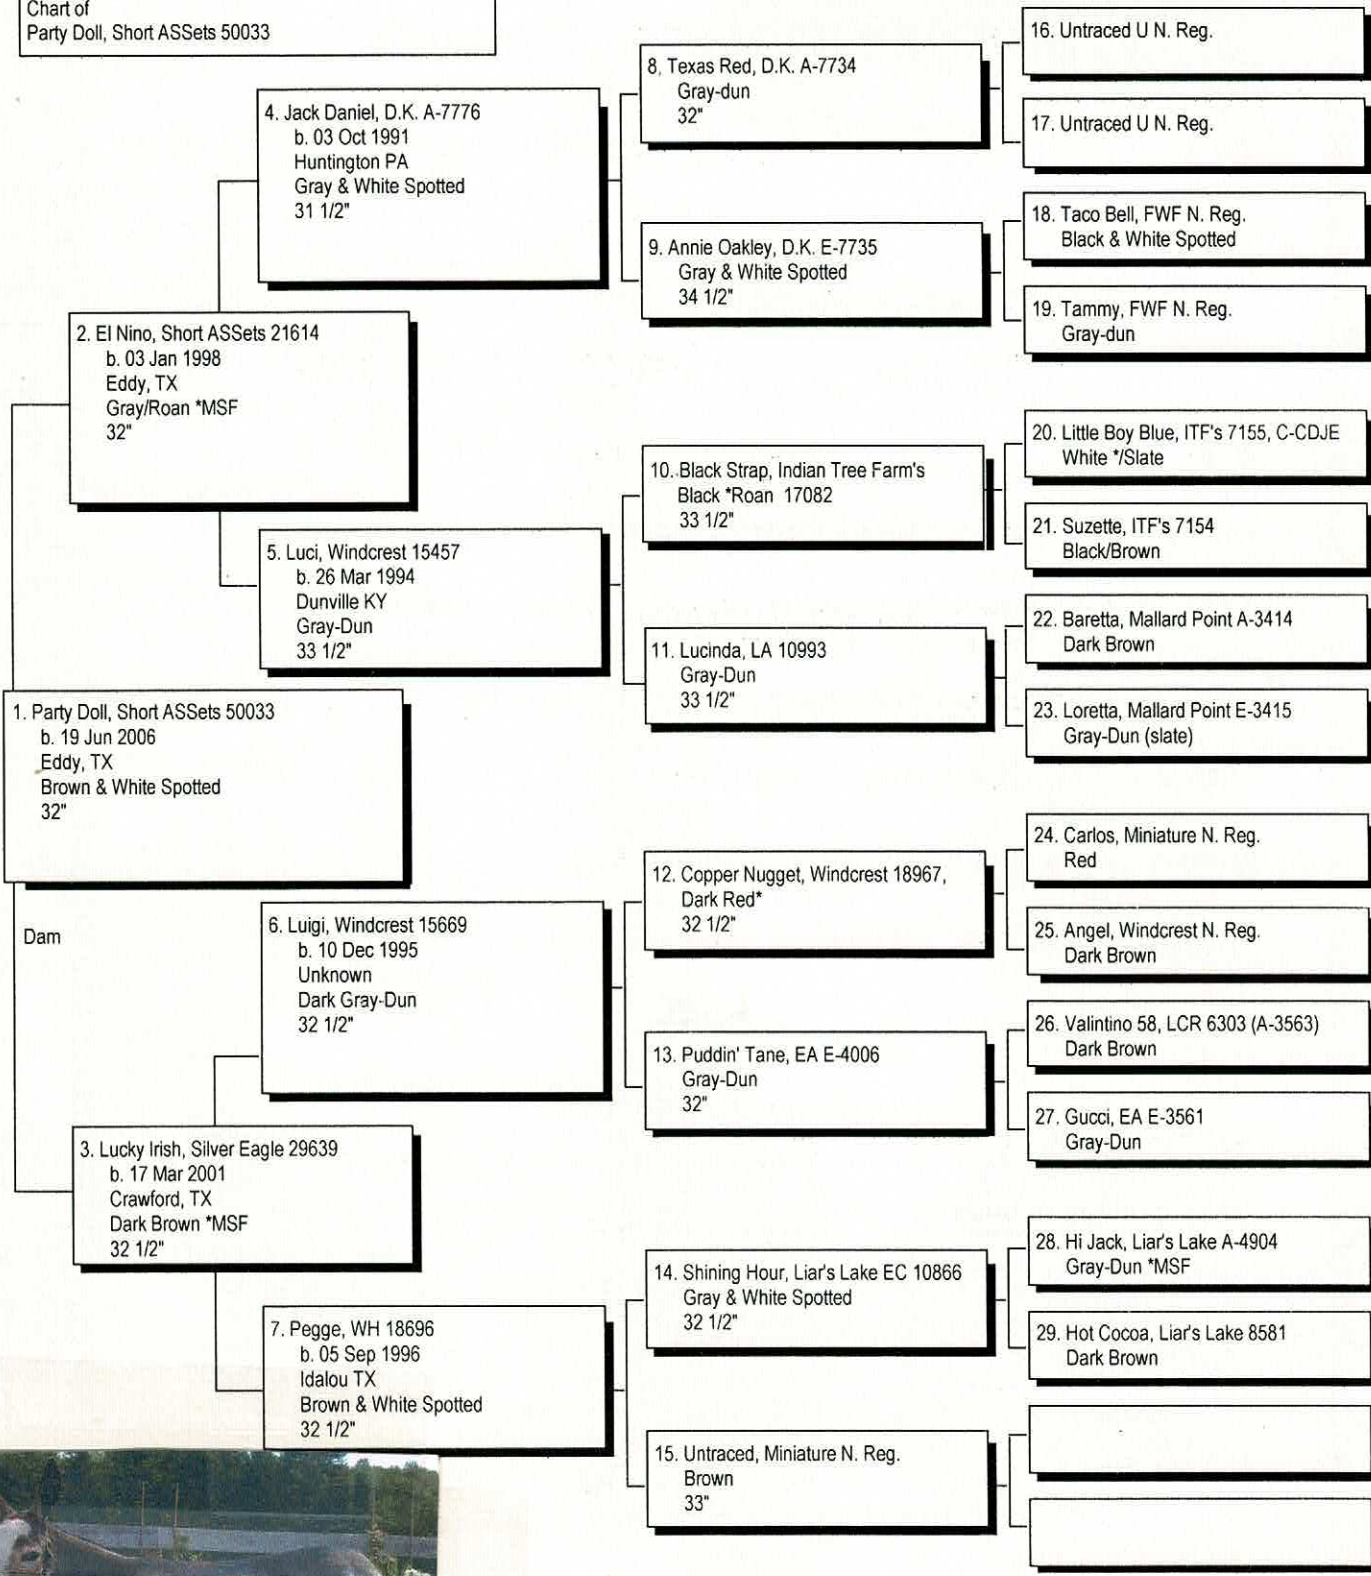 Chart of
Party Doll, Short ASSets 50033
16. Untraced U N. Reg.
8, Texas Red, D.K. A-7734
Gray-dun
32"
17. Untraced U N. Reg.
4. Jack Daniel, D.K. A-7776
b. 03 Oct 1991
Huntington PA
Gray & White Spotted
31 1/2"
18. Taco Bell, FWF N. Reg.
Black & White Spotted
9. Annie Oakley, D.K. E-7735
Gray & White Spotted
34 1/2"
19. Tammy, FWF N. Reg.
Gray-dun
2. El Nino, Short ASSets 21614
b. 03 Jan 1998
Eddy, TX
Gray/Roan *MSF
32"
20. Little Boy Blue, ITF's 7155, C-CDJE
White */Slate
10. Black Strap, Indian Tree Farm's
Black *Roan 17082
33 1/2"
21. Suzette, ITF's 7154
Black/Brown
5. Luci, Windcrest 15457
b. 26 Mar 1994
Dunville KY
Gray-Dun
33 1/2"
22. Baretta, Mallard Point A-3414
Dark Brown
11. Lucinda, LA 10993
Gray-Dun
33 1/2"
23. Loretta, Mallard Point E-3415
Gray-Dun (slate)
1. Party Doll, Short ASSets 50033
b. 19 Jun 2006
Eddy, TX
Brown & White Spotted
32"
24. Carlos, Miniature N. Reg.
Red
12. Copper Nugget, Windcrest 18967,
Dark Red*
32 1/2"
25. Angel, Windcrest N. Reg.
Dark Brown
Dam
6. Luigi, Windcrest 15669
b. 10 Dec 1995
Unknown
Dark Gray-Dun
32 1/2"
26. Valintino 58, LCR 6303 (A-3563)
Dark Brown
13. Puddin' Tane, EA E-4006
Gray-Dun
32"
27. Gucci, EA E-3561
Gray-Dun
3. Lucky Irish, Silver Eagle 29639
b. 17 Mar 2001
Crawford, TX
Dark Brown *MSF
32 1/2"
28. Hi Jack, Liar's Lake A-4904
Gray-Dun *MSF
14. Shining Hour, Liar's Lake EC 10866
Gray & White Spotted
32 1/2"
29. Hot Cocoa, Liar's Lake 8581
Dark Brown
7. Pegge, WH 18696
b. 05 Sep 1996
Idalou TX
Brown & White Spotted
32 1/2"
15. Untraced, Miniature N. Reg.
Brown
33"